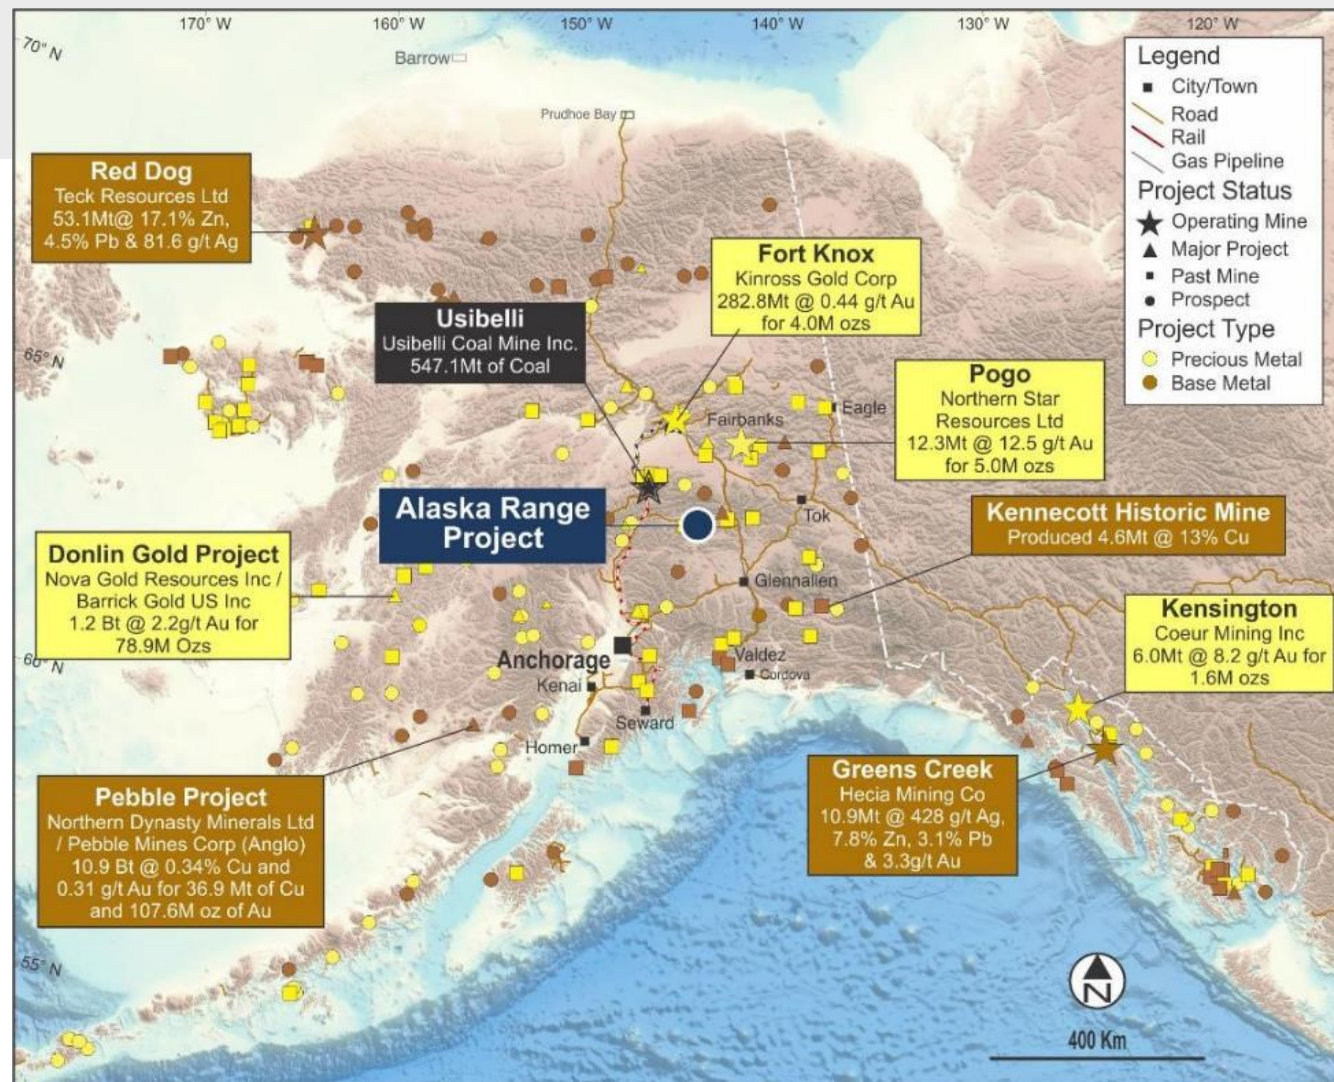 170° W
160° W
150° W
140° W
130° W
120° W
70° N
65° N
60° N
55° N
Barrow
Prudhoe Bay
Legend
City/Town
Road
Rail
Gas Pipeline
Project Status
Operating Mine
Major Project
Past Mine
Prospect
Project Type
Precious Metal
Base Metal
Red Dog
Teck Resources Ltd
53.1Mt@ 17.1% Zn,
4.5% Pb & 81.6 g/t Ag
Fort Knox
Kinross Gold Corp
282.8Mt @ 0.44 g/t Au
for 4.0M ozs
Usibelli
Usibelli Coal Mine Inc.
547.1Mt of Coal
Pogo
Northern Star
Resources Ltd
12.3Mt @ 12.5 g/t Au
for 5.0M ozs
Eagle
Fairbanks
Alaska Range
Project
Tok
Kennecott Historic Mine
Produced 4.6Mt @ 13% Cu
Donlin Gold Project
Nova Gold Resources Inc /
Barrick Gold US Inc
1.2 Bt @ 2.2g/t Au for
78.9M Ozs
Glennallen
Kensington
Coeur Mining Inc
6.0Mt @ 8.2 g/t Au for
1.6M ozs
Anchorage
Valdez
Kenai
Cordova
Seward
Homer
Pebble Project
Northern Dynasty Minerals Ltd
/ Pebble Mines Corp (Anglo)
10.9 Bt @ 0.34% Cu and
0.31 g/t Au for 36.9 Mt of Cu
and 107.6M oz of Au
Greens Creek
Hecia Mining Co
10.9Mt @ 428 g/t Ag,
7.8% Zn, 3.1% Pb
& 3.3g/t Au
N
400 Km